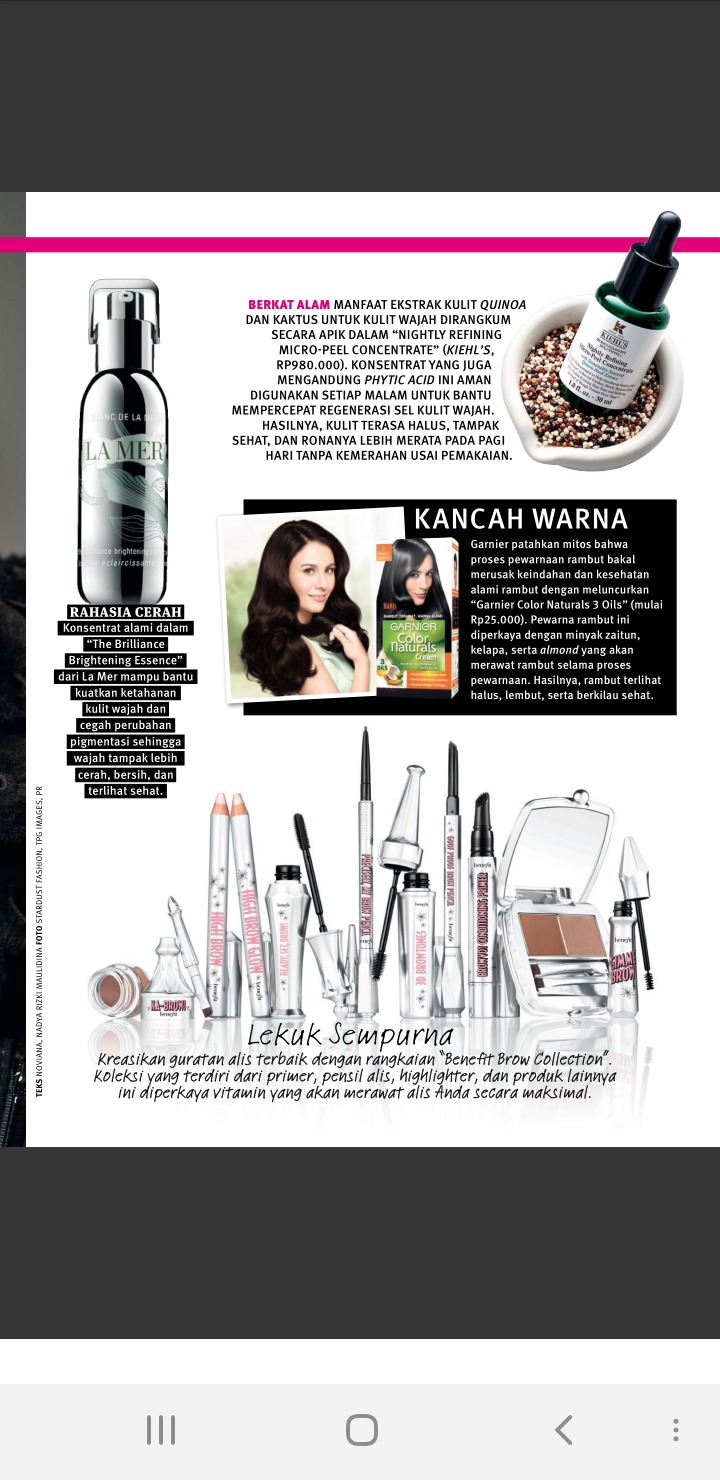 BERKAT ALAM MANFAAT EKSTRAK KULIT QUINOA
DAN KAKTUS UNTUK KULIT WAJAH DIRANGKUM
SECARA APIK DALAM “NIGHTLY REFINING
MICRO-PEEL CONCENTRATE” (KIEHL’S,
RP980.000). KONSENTRAT YANG JUGA
MENGANDUNG PHYTIC ACID INI AMAN
DIGUNAKAN SETIAP MALAM UNTUK BANTU
MEMPERCEPAT REGENERASI SEL KULIT WAJAH.
HASILNYA, KULIT TERASA HALUS, TAMPAK
SEHAT, DAN RONANYA LEBIH MERATA PADA PAGI
HARI TANPA KEMERAHAN USAI PEMAKAIAN.
KIEHL'S
Nightly Refining
Micro-Peel Concentrate
1.0 fl. oz. - 30 ml
LA MER
RAHASIA CERAH
Konsentrat alami dalam
“The Brilliance
Brightening Essence”
dari La Mer mampu bantu
kuatkan ketahanan
kulit wajah dan
cegah perubahan
pigmentasi sehingga
wajah tampak lebih
cerah, bersih, dan
terlihat sehat.
KANCAH WARNA
Garnier patahkan mitos bahwa
proses pewarnaan rambut bakal
merusak keindahan dan kesehatan
alami rambut dengan meluncurkan
“Garnier Color Naturals 3 Oils” (mulai
Rp25.000). Pewarna rambut ini
diperkaya dengan minyak zaitun,
kelapa, serta almond yang akan
merawat rambut selama proses
pewarnaan. Hasilnya, rambut terlihat
halus, lembut, serta berkilau sehat.
BARU
GARNIER
Color
Naturals
Cream
3
OILS
TEKS NOVIANA, NADYA RIZKI MAULIDINA FOTO STARDUST FASHION, TPG IMAGES, PR
KA-BROW!
benefit
HIGH BROW
benefit
HIGH BROW GLOW
benefit
READY, SET, BROW!
benefit
PRECISELY, MY BROW PENCIL
3D BROWTONES
benefit
GOOF PROOF BROW PENCIL
benefit
BROWVO! CONDITIONING PRIMER
benefit
GIMME
BROW
benefit
Lekuk Sempurna
Kreasikan guratan alis terbaik dengan rangkaian “Benefit Brow Collection”.
Koleksi yang terdiri dari primer, pensil alis, highlighter, dan produk lainnya
ini diperkaya vitamin yang akan merawat alis Anda secara maksimal.